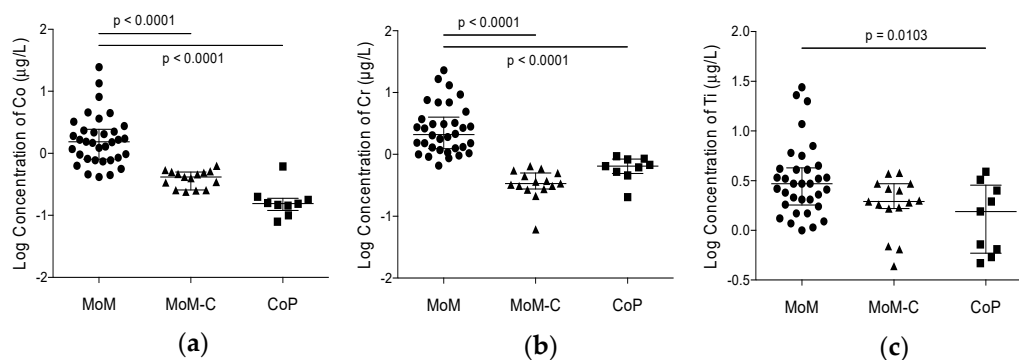 p < 0.0001
p < 0.0001
Log Concentration of Co (µg/L)
2
1
0
-1
-2
MoM
MoM-C
CoP
(a)
p < 0.0001
p < 0.0001
Log Concentration of Cr (µg/L)
2
1
0
-1
-2
MoM
MoM-C
CoP
(b)
p = 0.0103
Log Concentration of Ti (µg/L)
2.0
1.5
1.0
0.5
0.0
-0.5
MoM
MoM-C
CoP
(c)